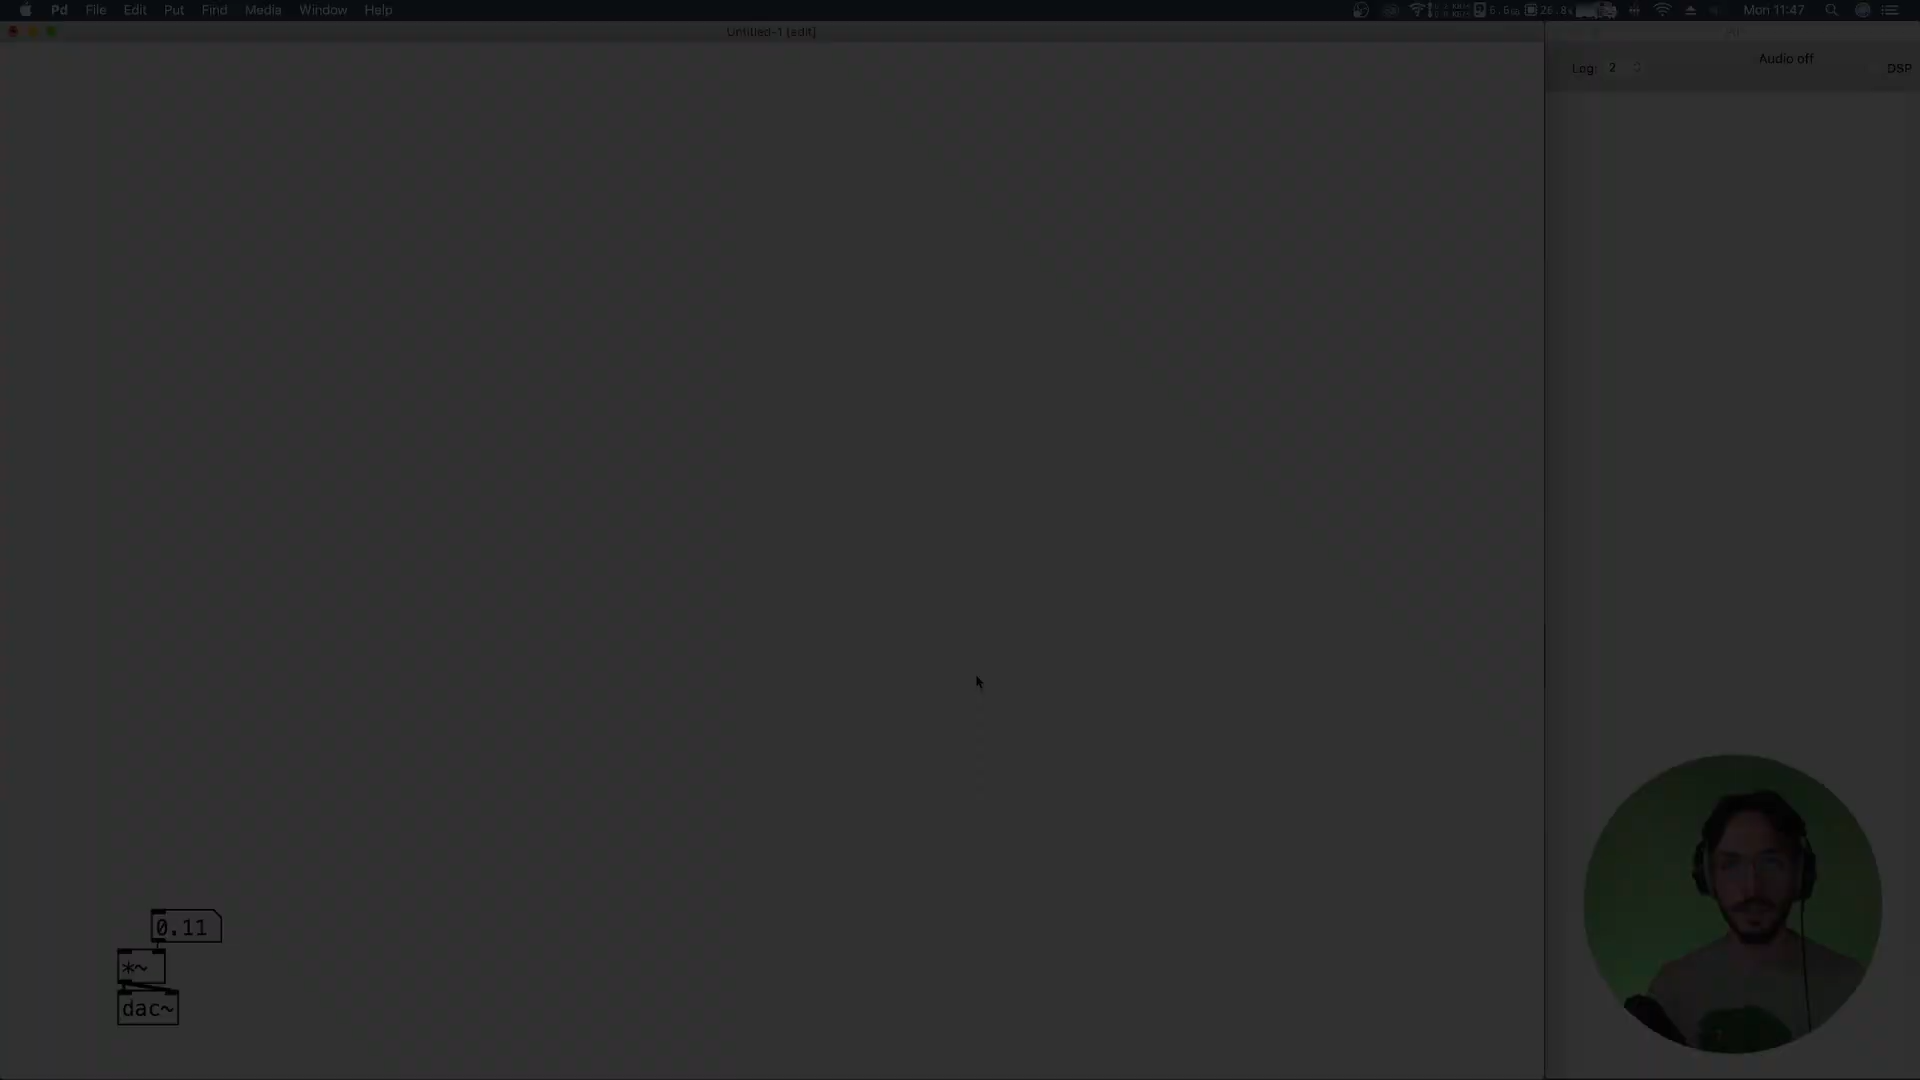 Pd File Edit Put Find Media Window Help
Mon 11:47
Untitled-1 [edit]
Audio off
Log: 2
DSP
0.11
*~
dac~